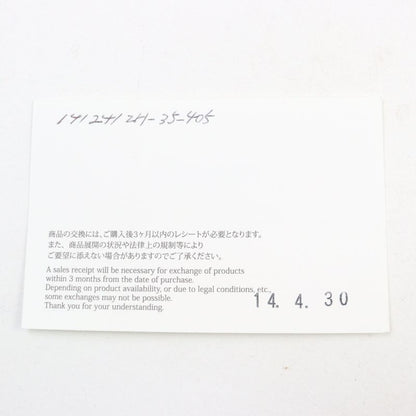 1412412H-35-405
商品の交換には、ご購入後3ヶ月以内のレシートが必要となります。
また、商品展開の状況や法律上の規制等により
ご要望に添えない場合がありますのでご了承ください。
A sales receipt will be necessary for exchange of products
within 3 months from the date of purchase.
Depending on product availability, or due to legal conditions, etc.,
some exchanges may not be possible.
Thank you for your understanding.
14. 4. 30